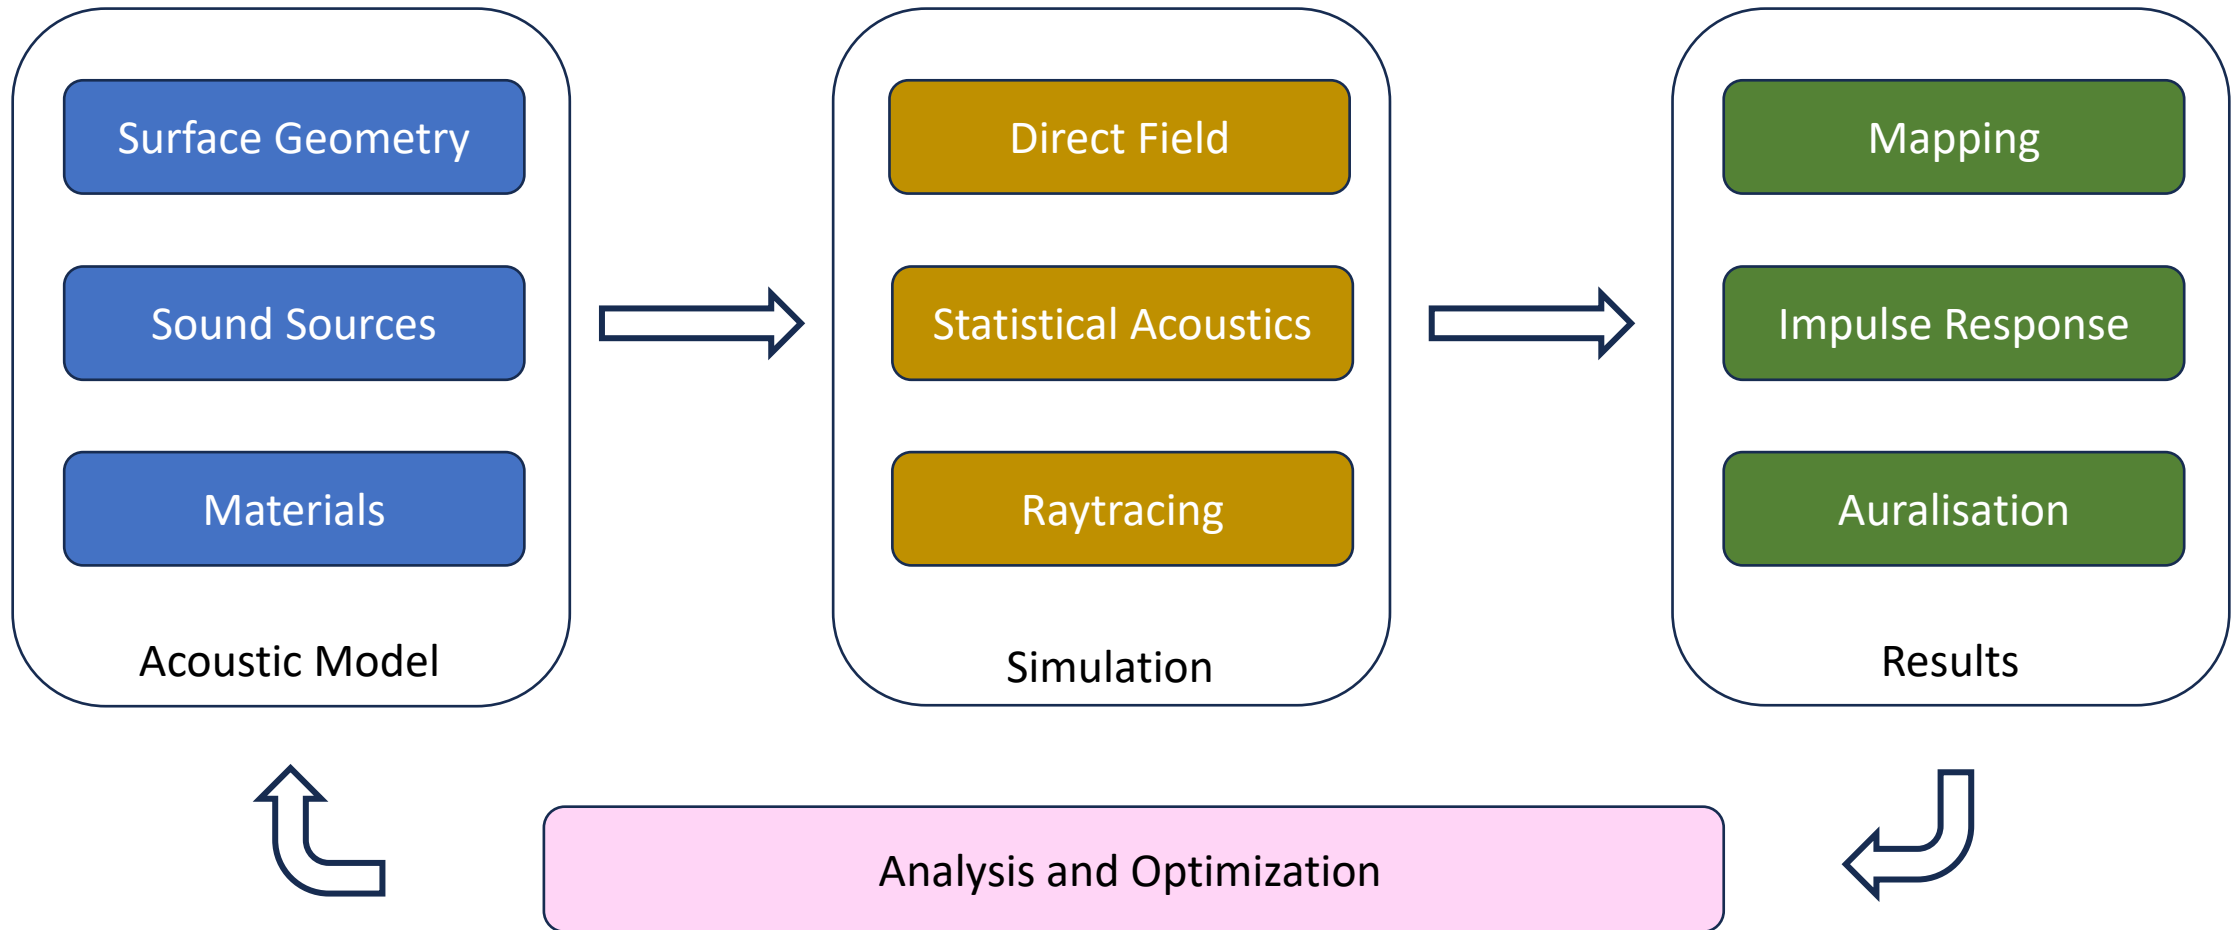 Surface Geometry
Sound Sources
Materials
Acoustic Model
Direct Field
Statistical Acoustics
Raytracing
Simulation
Mapping
Impulse Response
Auralisation
Results
Analysis and Optimization